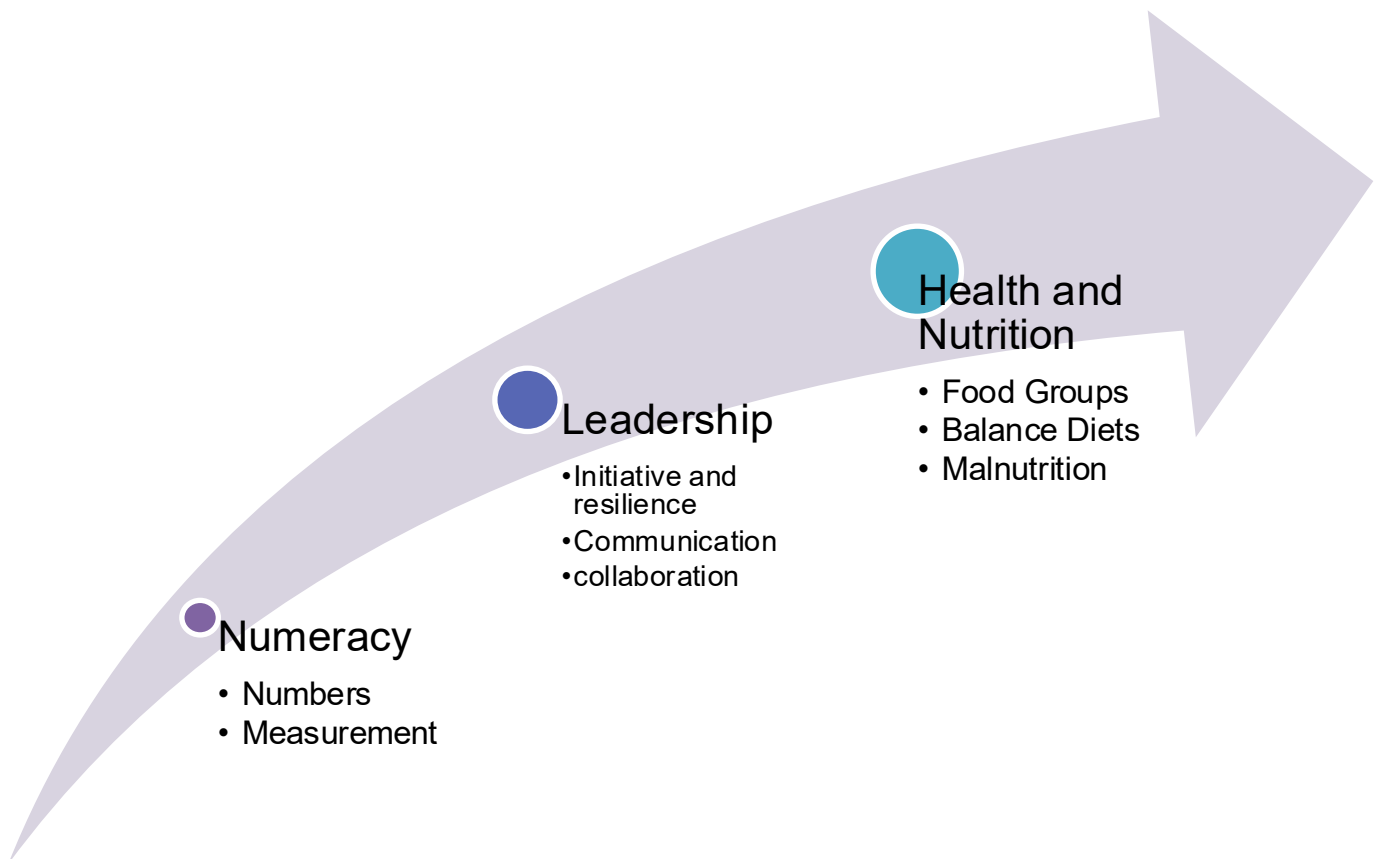 Numeracy
• Numbers
• Measurement
Leadership
•Initiative and
resilience
•Communication
•collaboration
Health and
Nutrition
• Food Groups
• Balance Diets
• Malnutrition